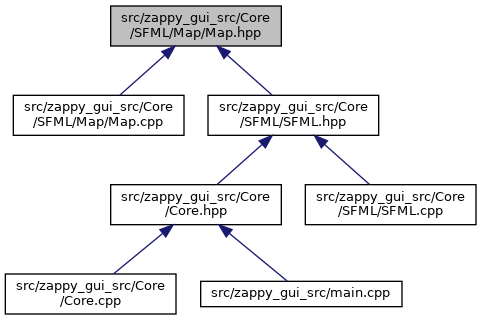 src/zappy_gui_src/Core
/SFML/Map/Map.hpp
src/zappy_gui_src/Core
/SFML/Map/Map.cpp
src/zappy_gui_src/Core
/SFML/SFML.hpp
src/zappy_gui_src/Core
/Core.hpp
src/zappy_gui_src/Core
/SFML/SFML.cpp
src/zappy_gui_src/Core
/Core.cpp
src/zappy_gui_src/main.cpp